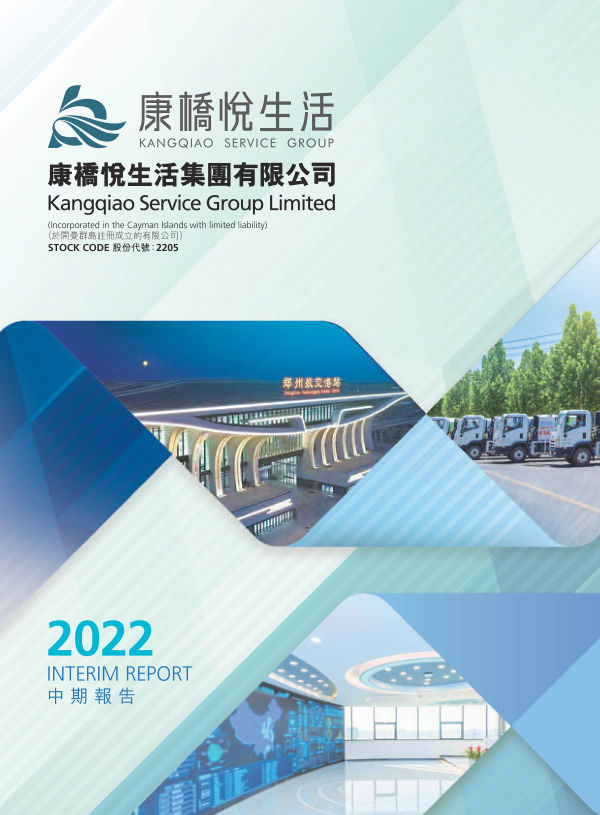 康橋悅生活
KANGQIAO SERVICE GROUP
康橋悅生活集團有限公司
Kangqiao Service Group Limited
(Incorporated in the Cayman Islands with limited liability)
(於開曼群島註冊成立的有限公司)
STOCK CODE 股份代號 : 2205
郑州航空港站
2022
INTERIM REPORT
中期報告